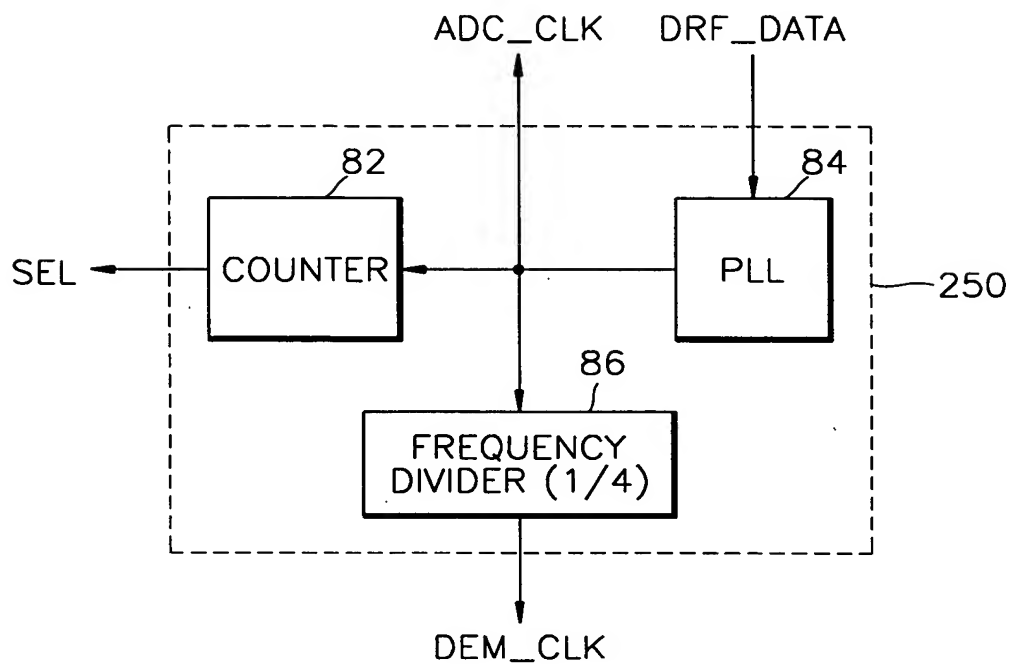 ADC_CLK
DRF_DATA
82
84
SEL
COUNTER
PLL
250
86
FREQUENCY
DIVIDER (1/4)
DEM_CLK